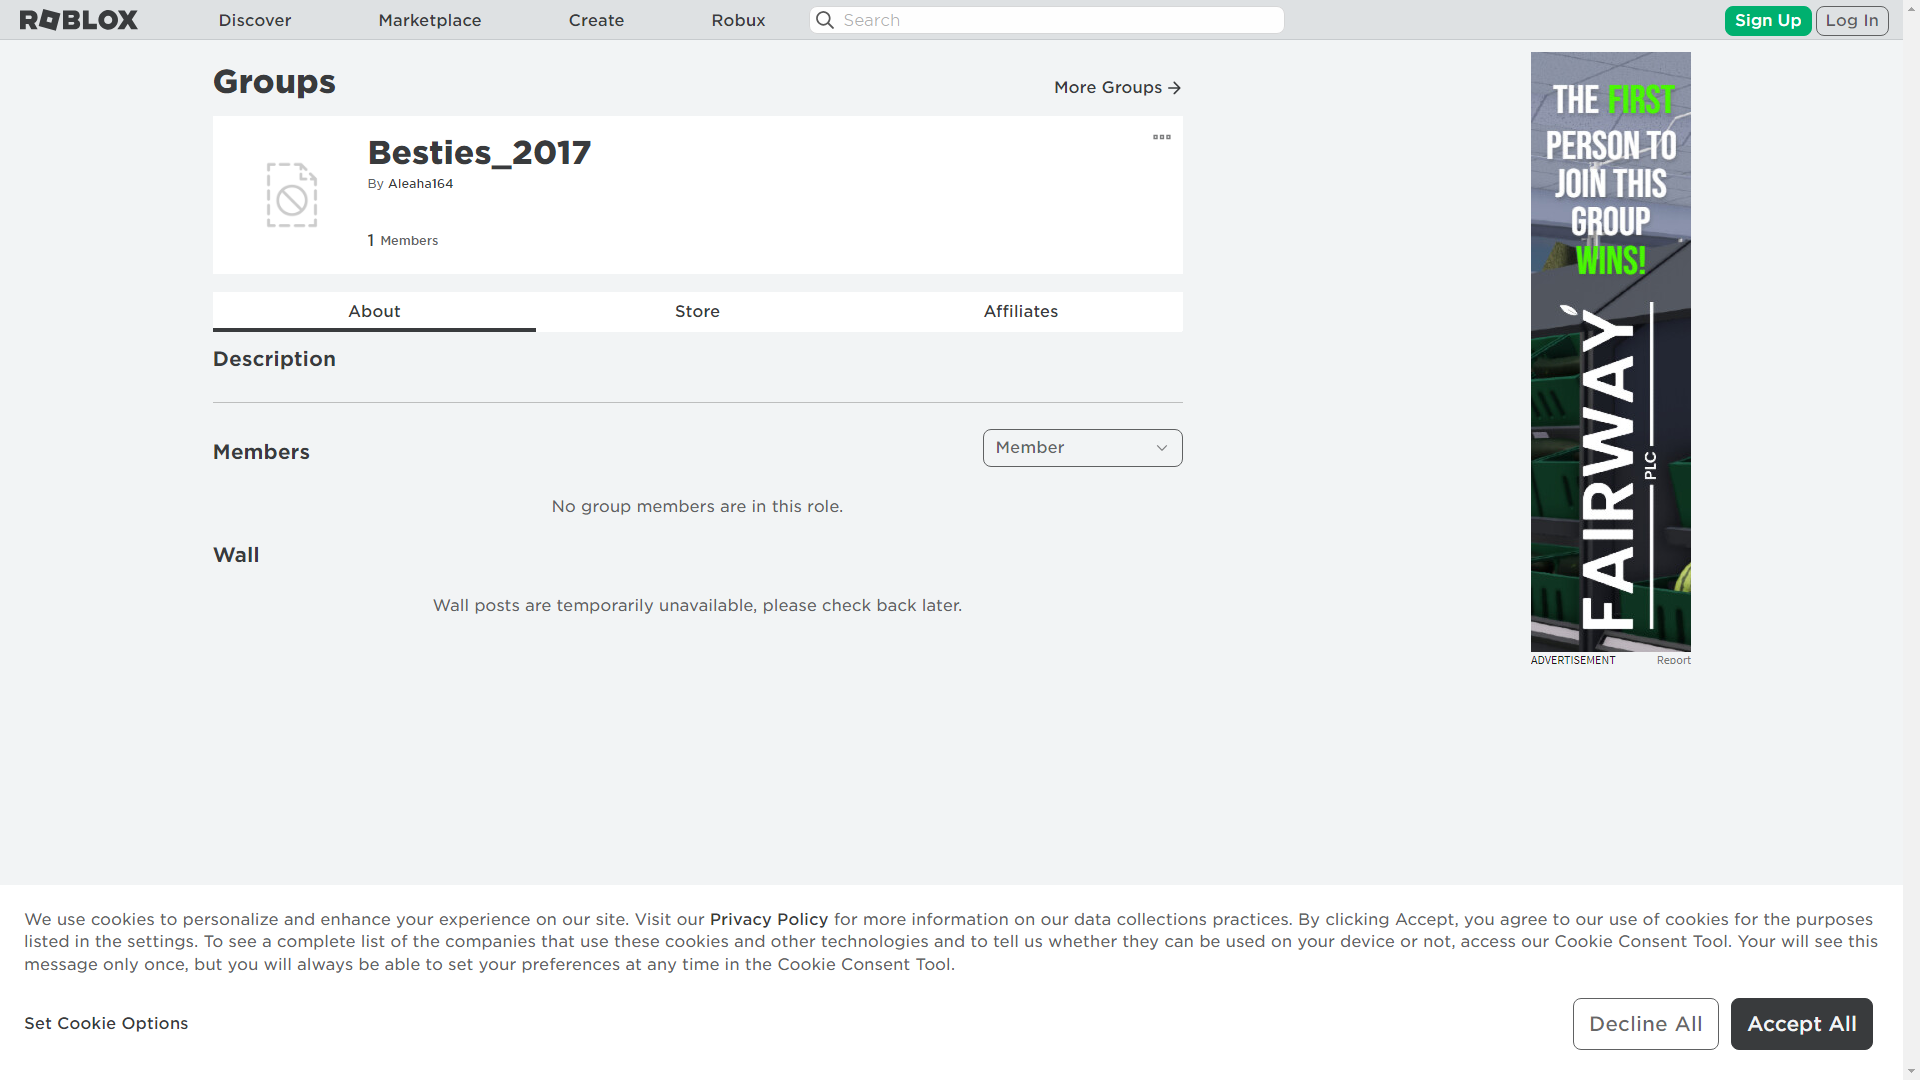 ROBLOX
Discover
Marketplace
Create
Robux
Search
Sign Up
Log In
Groups
More Groups
Besties_2017
By Aleaha164
1 Members
About
Store
Affiliates
Description
Members
Member
No group members are in this role.
Wall
Wall posts are temporarily unavailable, please check back later.
THE FIRST
PERSON TO
JOIN THIS
GROUP
WINS!
FAIRWAY
PLC
ADVERTISEMENT
Report
We use cookies to personalize and enhance your experience on our site. Visit our Privacy Policy for more information on our data collections practices. By clicking Accept, you agree to our use of cookies for the purposes
listed in the settings. To see a complete list of the companies that use these cookies and other technologies and to tell us whether they can be used on your device or not, access our Cookie Consent Tool. Your will see this
message only once, but you will always be able to set your preferences at any time in the Cookie Consent Tool.
Set Cookie Options
Decline All
Accept All